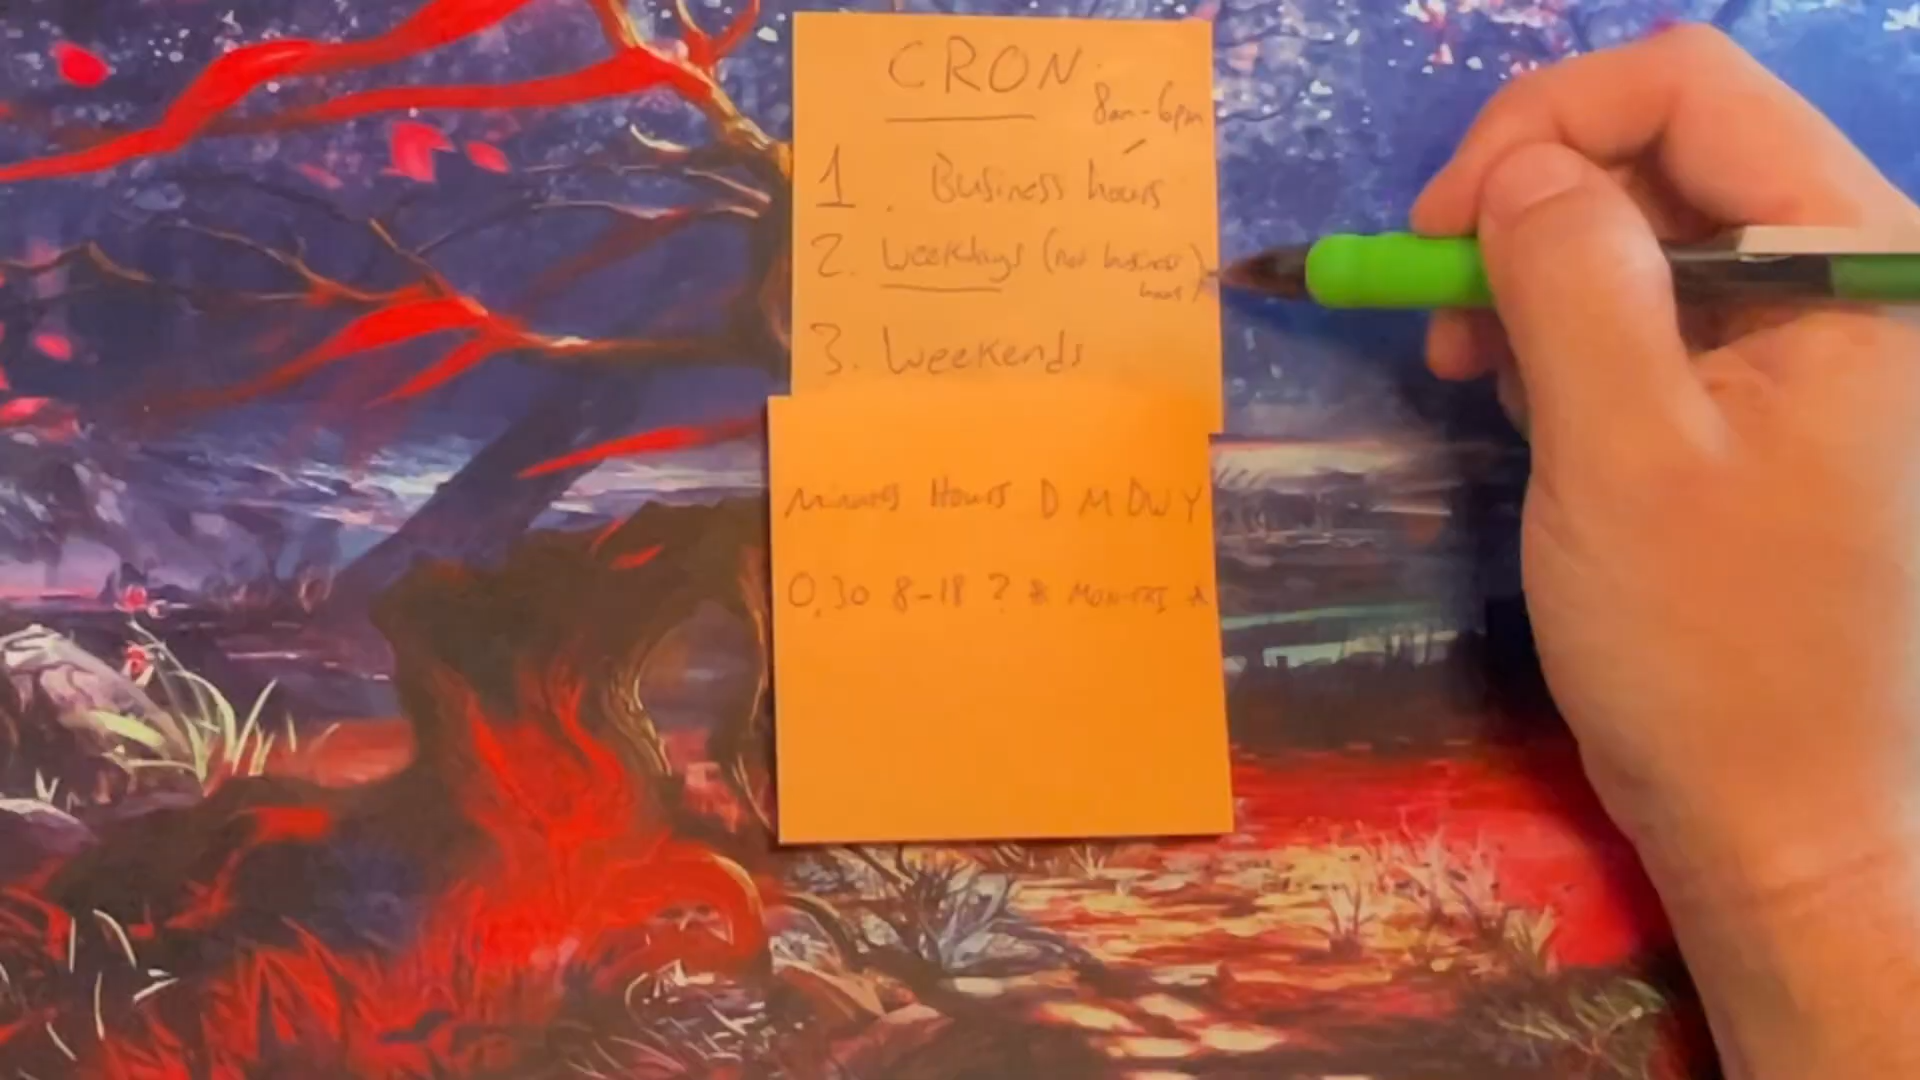 CRON
8am-6pm
1. Business hours
2. Weekdays (not business
hours)
3. Weekends
Minutes Hours D M DW Y
0,30 8-18 ? * MON-FRI *